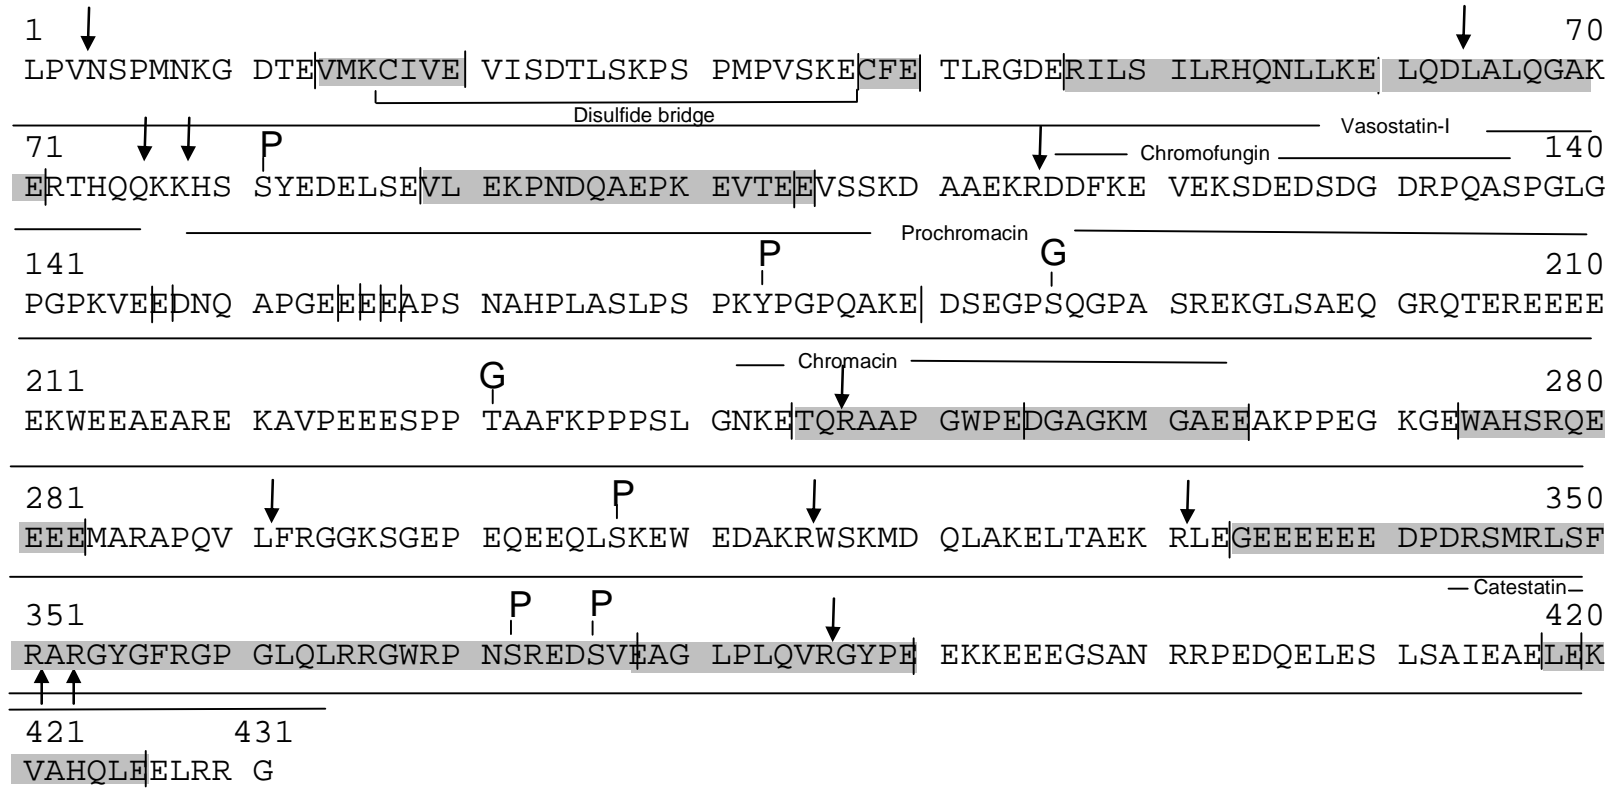 1 70
LPVNSPMNKG DTEVMKCIVE VISDTLSKPS PMPVSKECFE TLRGDERILS ILRHQNLLKE LQDLALQGAK
Disulfide bridge
Vasostatin-I
71 P Chromofungin 140
ERTHQQKKHS SYEDELSEVL EKPNDQAEPK EVTEEVSSKD AAEKRDDFKE VEKSDEDSDG DRPQASPGLG
Prochromacin
141 P G 210
PGPKVEEDNQ APGEEEEEAPS NAHPLASLPS PKYPGPQAKE DSEGPSQGPA SREKGLSAEQ GRQTEREEEE
Chromacin
211 G 280
EKWEEAEARE KAVPEEESPP TAAFKPPPSL GNKETQRAAP GWPEDGAGKM GAEEAKPPEG KGEWAHSRQE
281 P 350
EEEMARAPQV LFRGGKSGEP EQEEQLSKEW EDAKRWSKMD QLAKELTAEK RLEGEEEEEE DPDRSMRLSF
Catestatin
351 P P 420
RARGYGFRGP GLQLRRGWRP NSREDSVEAG LPLQVRGYPE EKKEEEGSAN RRPEDQELES LSAIEAELEK
421 431
VAHQLEELRR G